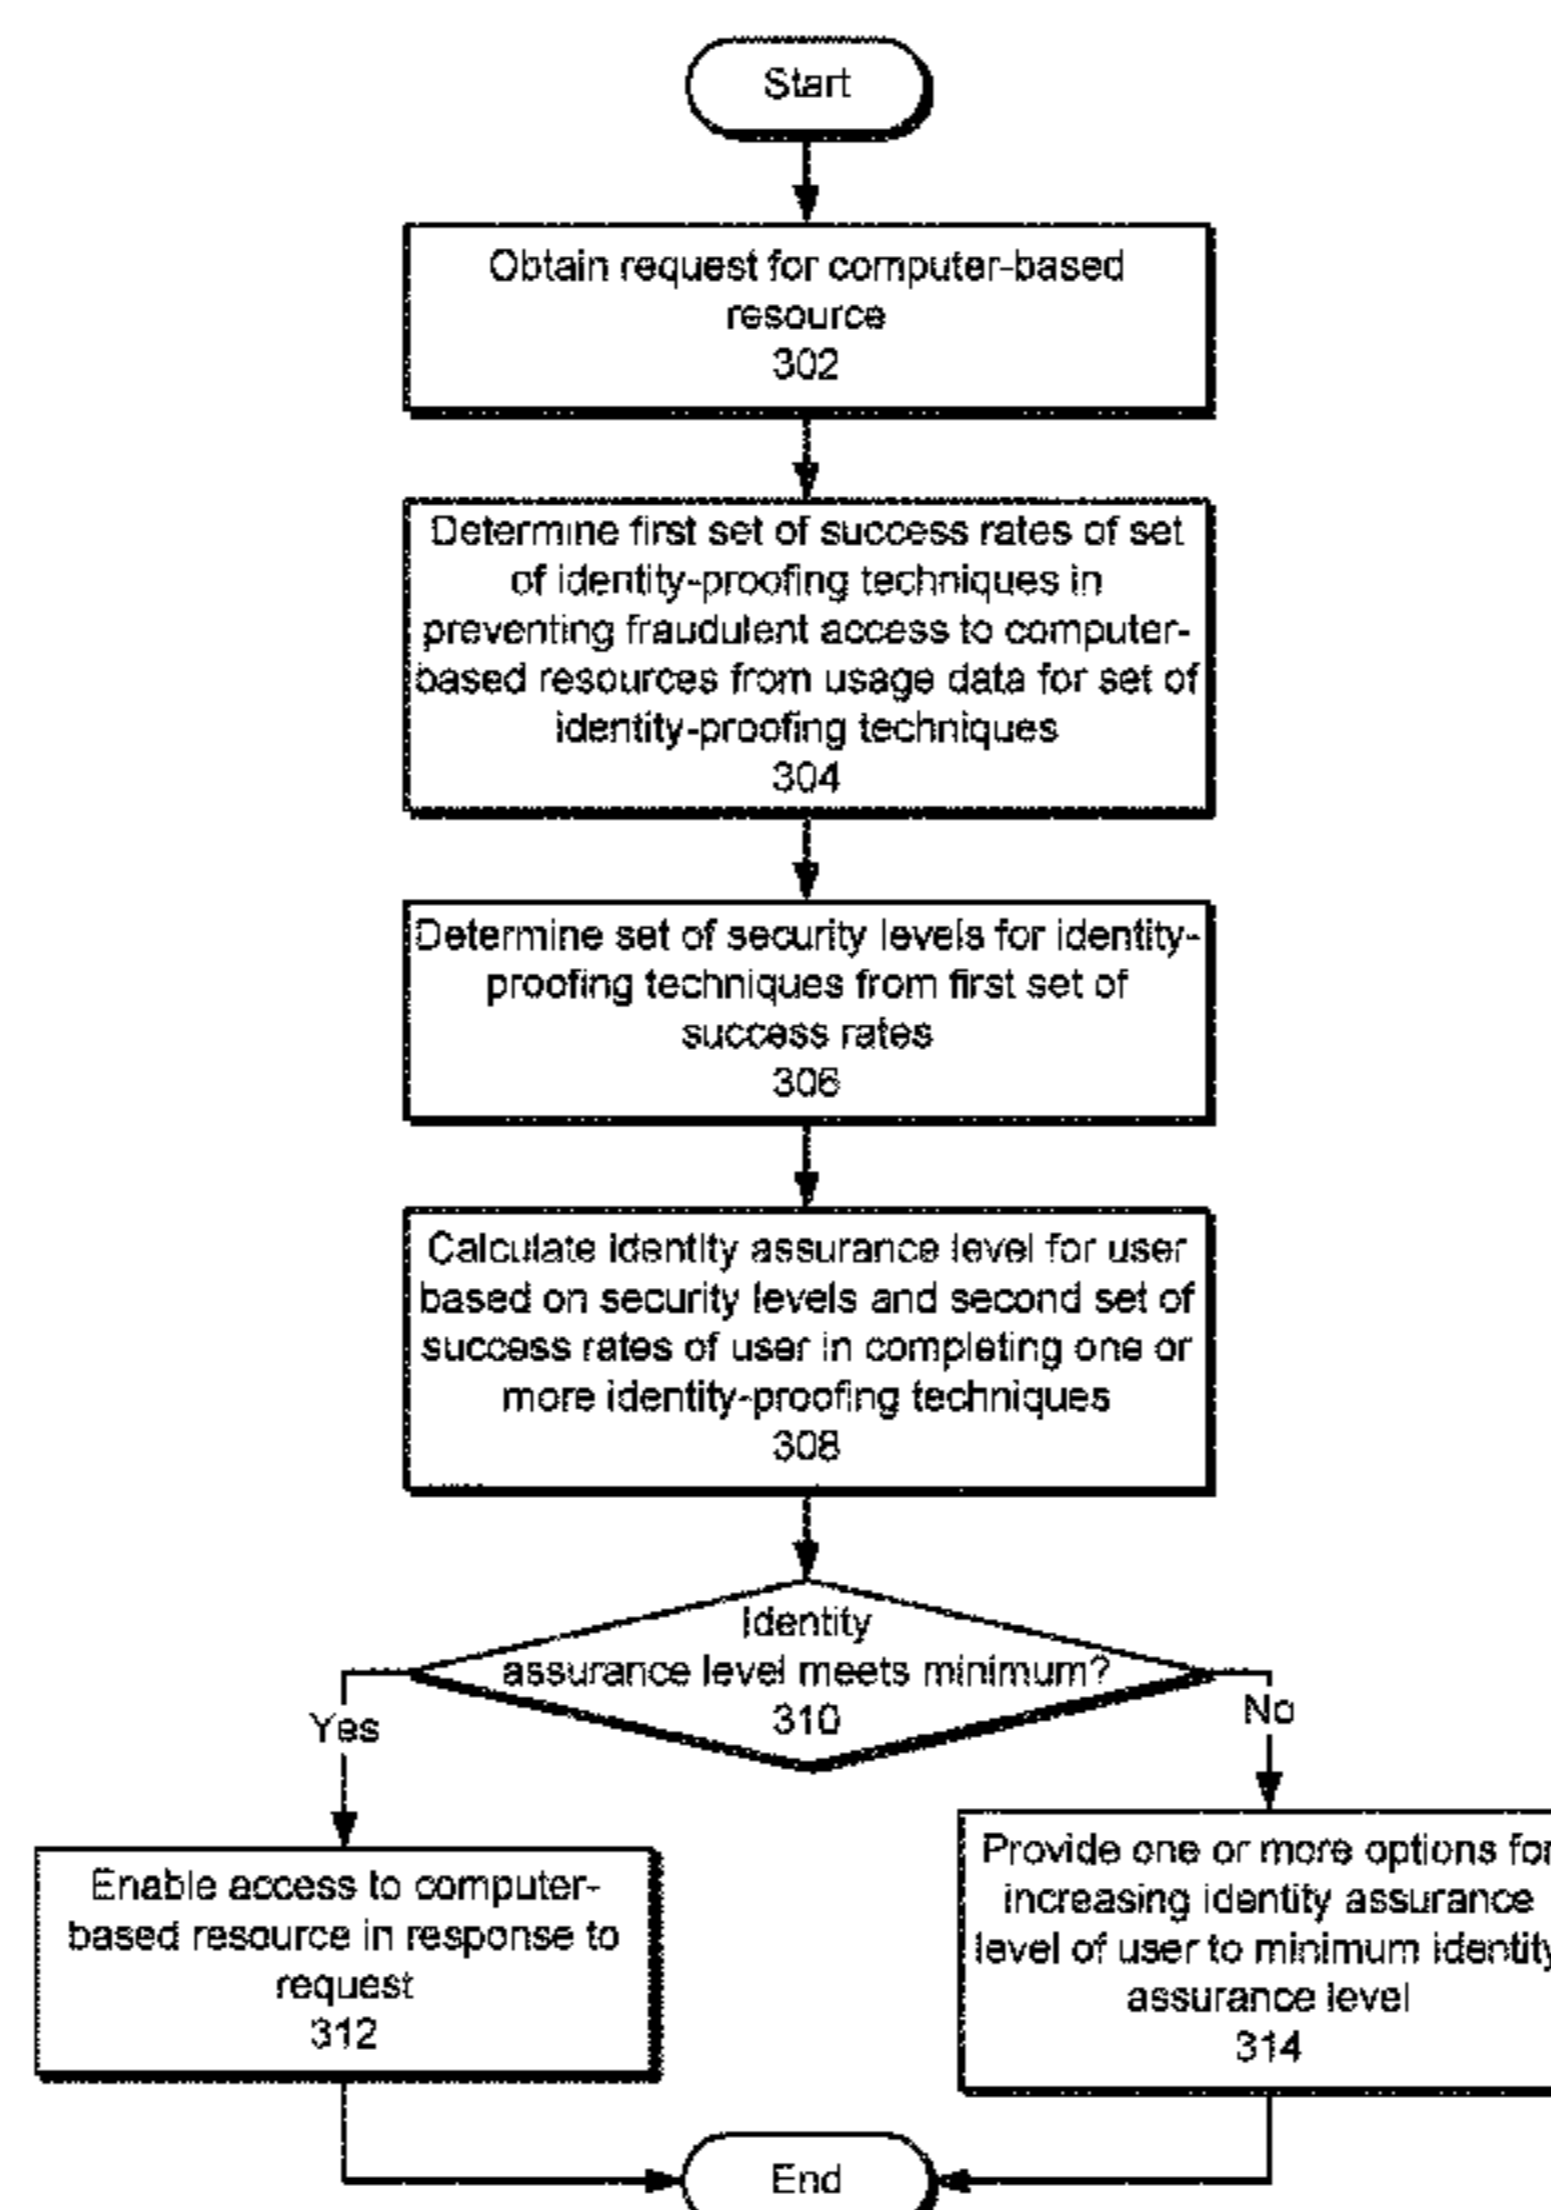 Start
Obtain request for computer-based
resource
302
Determine first set of success rates of set
of identity-proofing techniques in
preventing fraudulent access to computer-
based resources from usage data for set of
identity-proofing techniques
304
Determine set of security levels for identity-
proofing techniques from first set of
success rates
306
Calculate identity assurance level for user
based on security levels and second set of
success rates of user in completing one or
more identity-proofing techniques
308
Identity
assurance level meets minimum?
310
Yes
No
Enable access to computer-
based resource in response to
request
312
Provide one or more options for
increasing identity assurance
level of user to minimum identity
assurance level
314
End